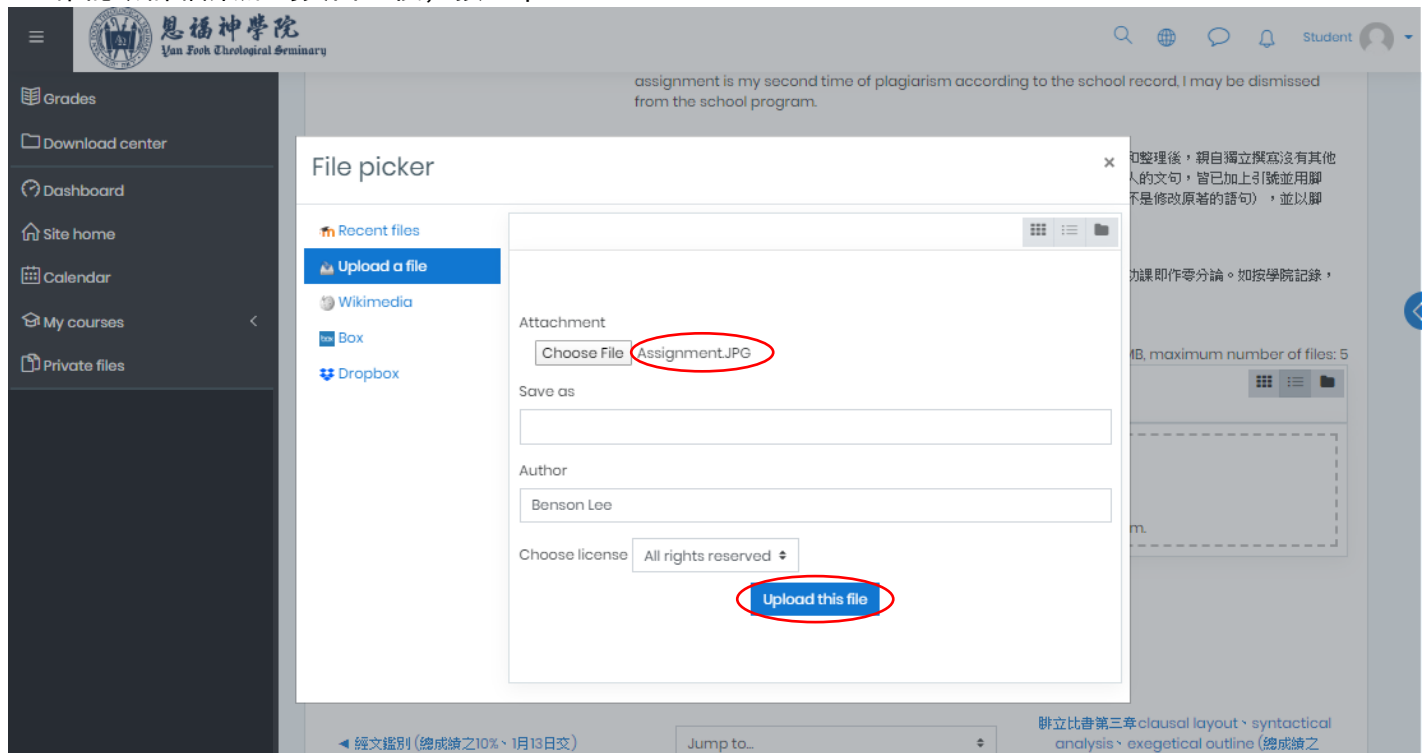 恩福神學院
Yan Fook Theological Seminary
Student
Grades
Download center
Dashboard
Site home
Calendar
My courses
Private files
assignment is my second time of plagiarism according to the school record, I may be dismissed
from the school program.
和整理後，親自獨立撰寫沒有其他
人的文句，皆已加上引號並用腳
不是修改原著的語句），並以腳
功課即作零分論。如按學院記錄，
MB, maximum number of files: 5
m.
File picker
×
Recent files
Upload a file
Wikimedia
box Box
Dropbox
Attachment
Choose File Assignment.JPG
Save as
Author
Benson Lee
Choose license All rights reserved
Upload this file
◄ 經文鑑別 (總成績之10%、1月13日交)
Jump to...
腓立比書第三章clausal layout、syntactical
analysis、exegetical outline (總成績之